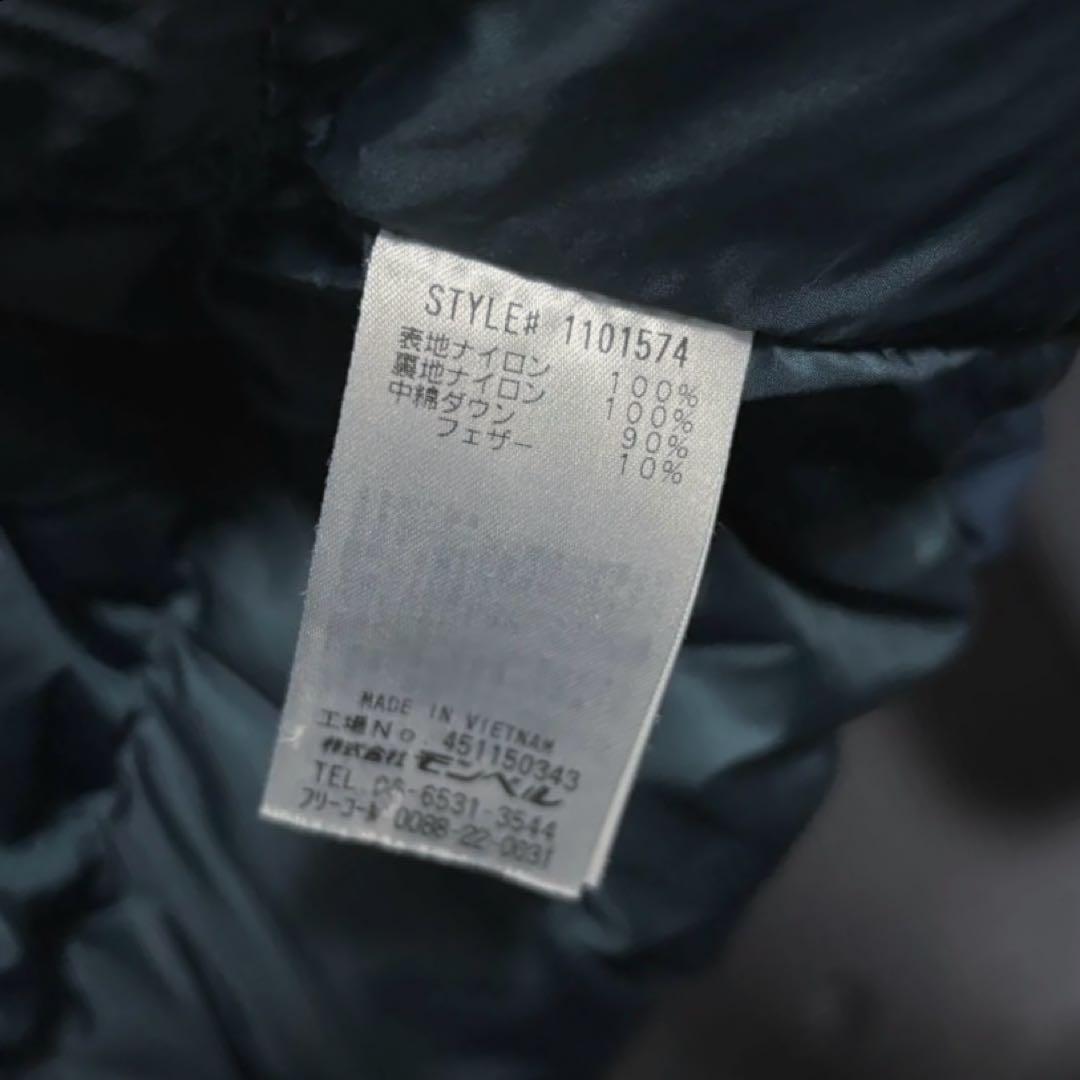 STYLE# 1101574
表地ナイロン 100%
裏地ナイロン 100%
中綿ダウン 90%
フェザー 10%
MADE IN VIETNAM
工場No. 451150343
株式会社モンベル
TEL 06-6531-3544
フリーコール 0088-22-0031